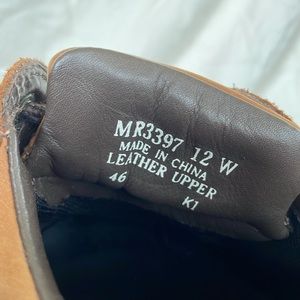 MR3397 12 W
MADE IN CHINA
LEATHER UPPER
46 K1